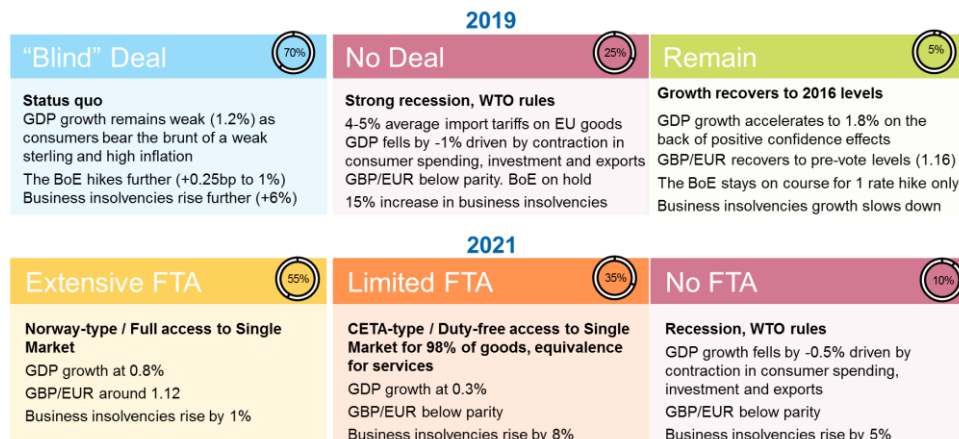 2019
“Blind” Deal
70%
Status quo
GDP growth remains weak (1.2%) as
consumers bear the brunt of a weak
sterling and high inflation
The BoE hikes further (+0.25bp to 1%)
Business insolvencies rise further (+6%)
No Deal
25%
Strong recession, WTO rules
4-5% average import tariffs on EU goods
GDP fells by -1% driven by contraction in
consumer spending, investment and exports
GBP/EUR below parity. BoE on hold
15% increase in business insolvencies
Remain
5%
Growth recovers to 2016 levels
GDP growth accelerates to 1.8% on the
back of positive confidence effects
GBP/EUR recovers to pre-vote levels (1.16)
The BoE stays on course for 1 rate hike only
Business insolvencies growth slows down
2021
Extensive FTA
55%
Norway-type / Full access to Single
Market
GDP growth at 0.8%
GBP/EUR around 1.12
Business insolvencies rise by 1%
Limited FTA
35%
CETA-type / Duty-free access to Single
Market for 98% of goods, equivalence
for services
GDP growth at 0.3%
GBP/EUR below parity
Business insolvencies rise by 8%
No FTA
10%
Recession, WTO rules
GDP growth fells by -0.5% driven by
contraction in consumer spending,
investment and exports
GBP/EUR below parity
Business insolvencies rise by 5%